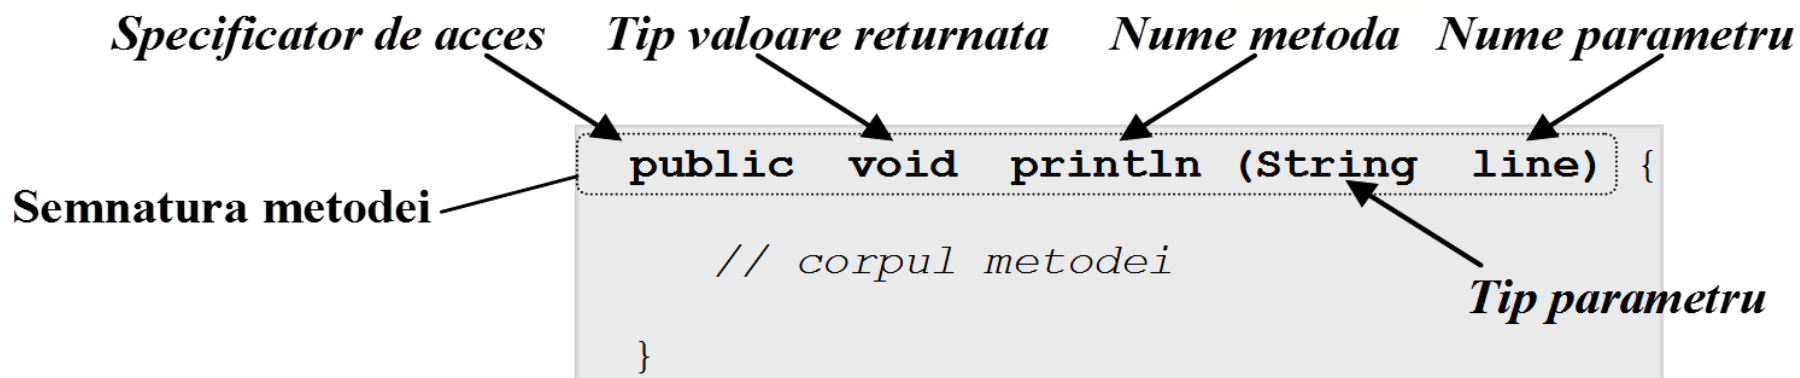 Specificator de acces Tip valoare returnata Nume metoda Nume parametru
public void println (String line) {
Semnatura metodei
// corpul metodei
Tip parametru
}